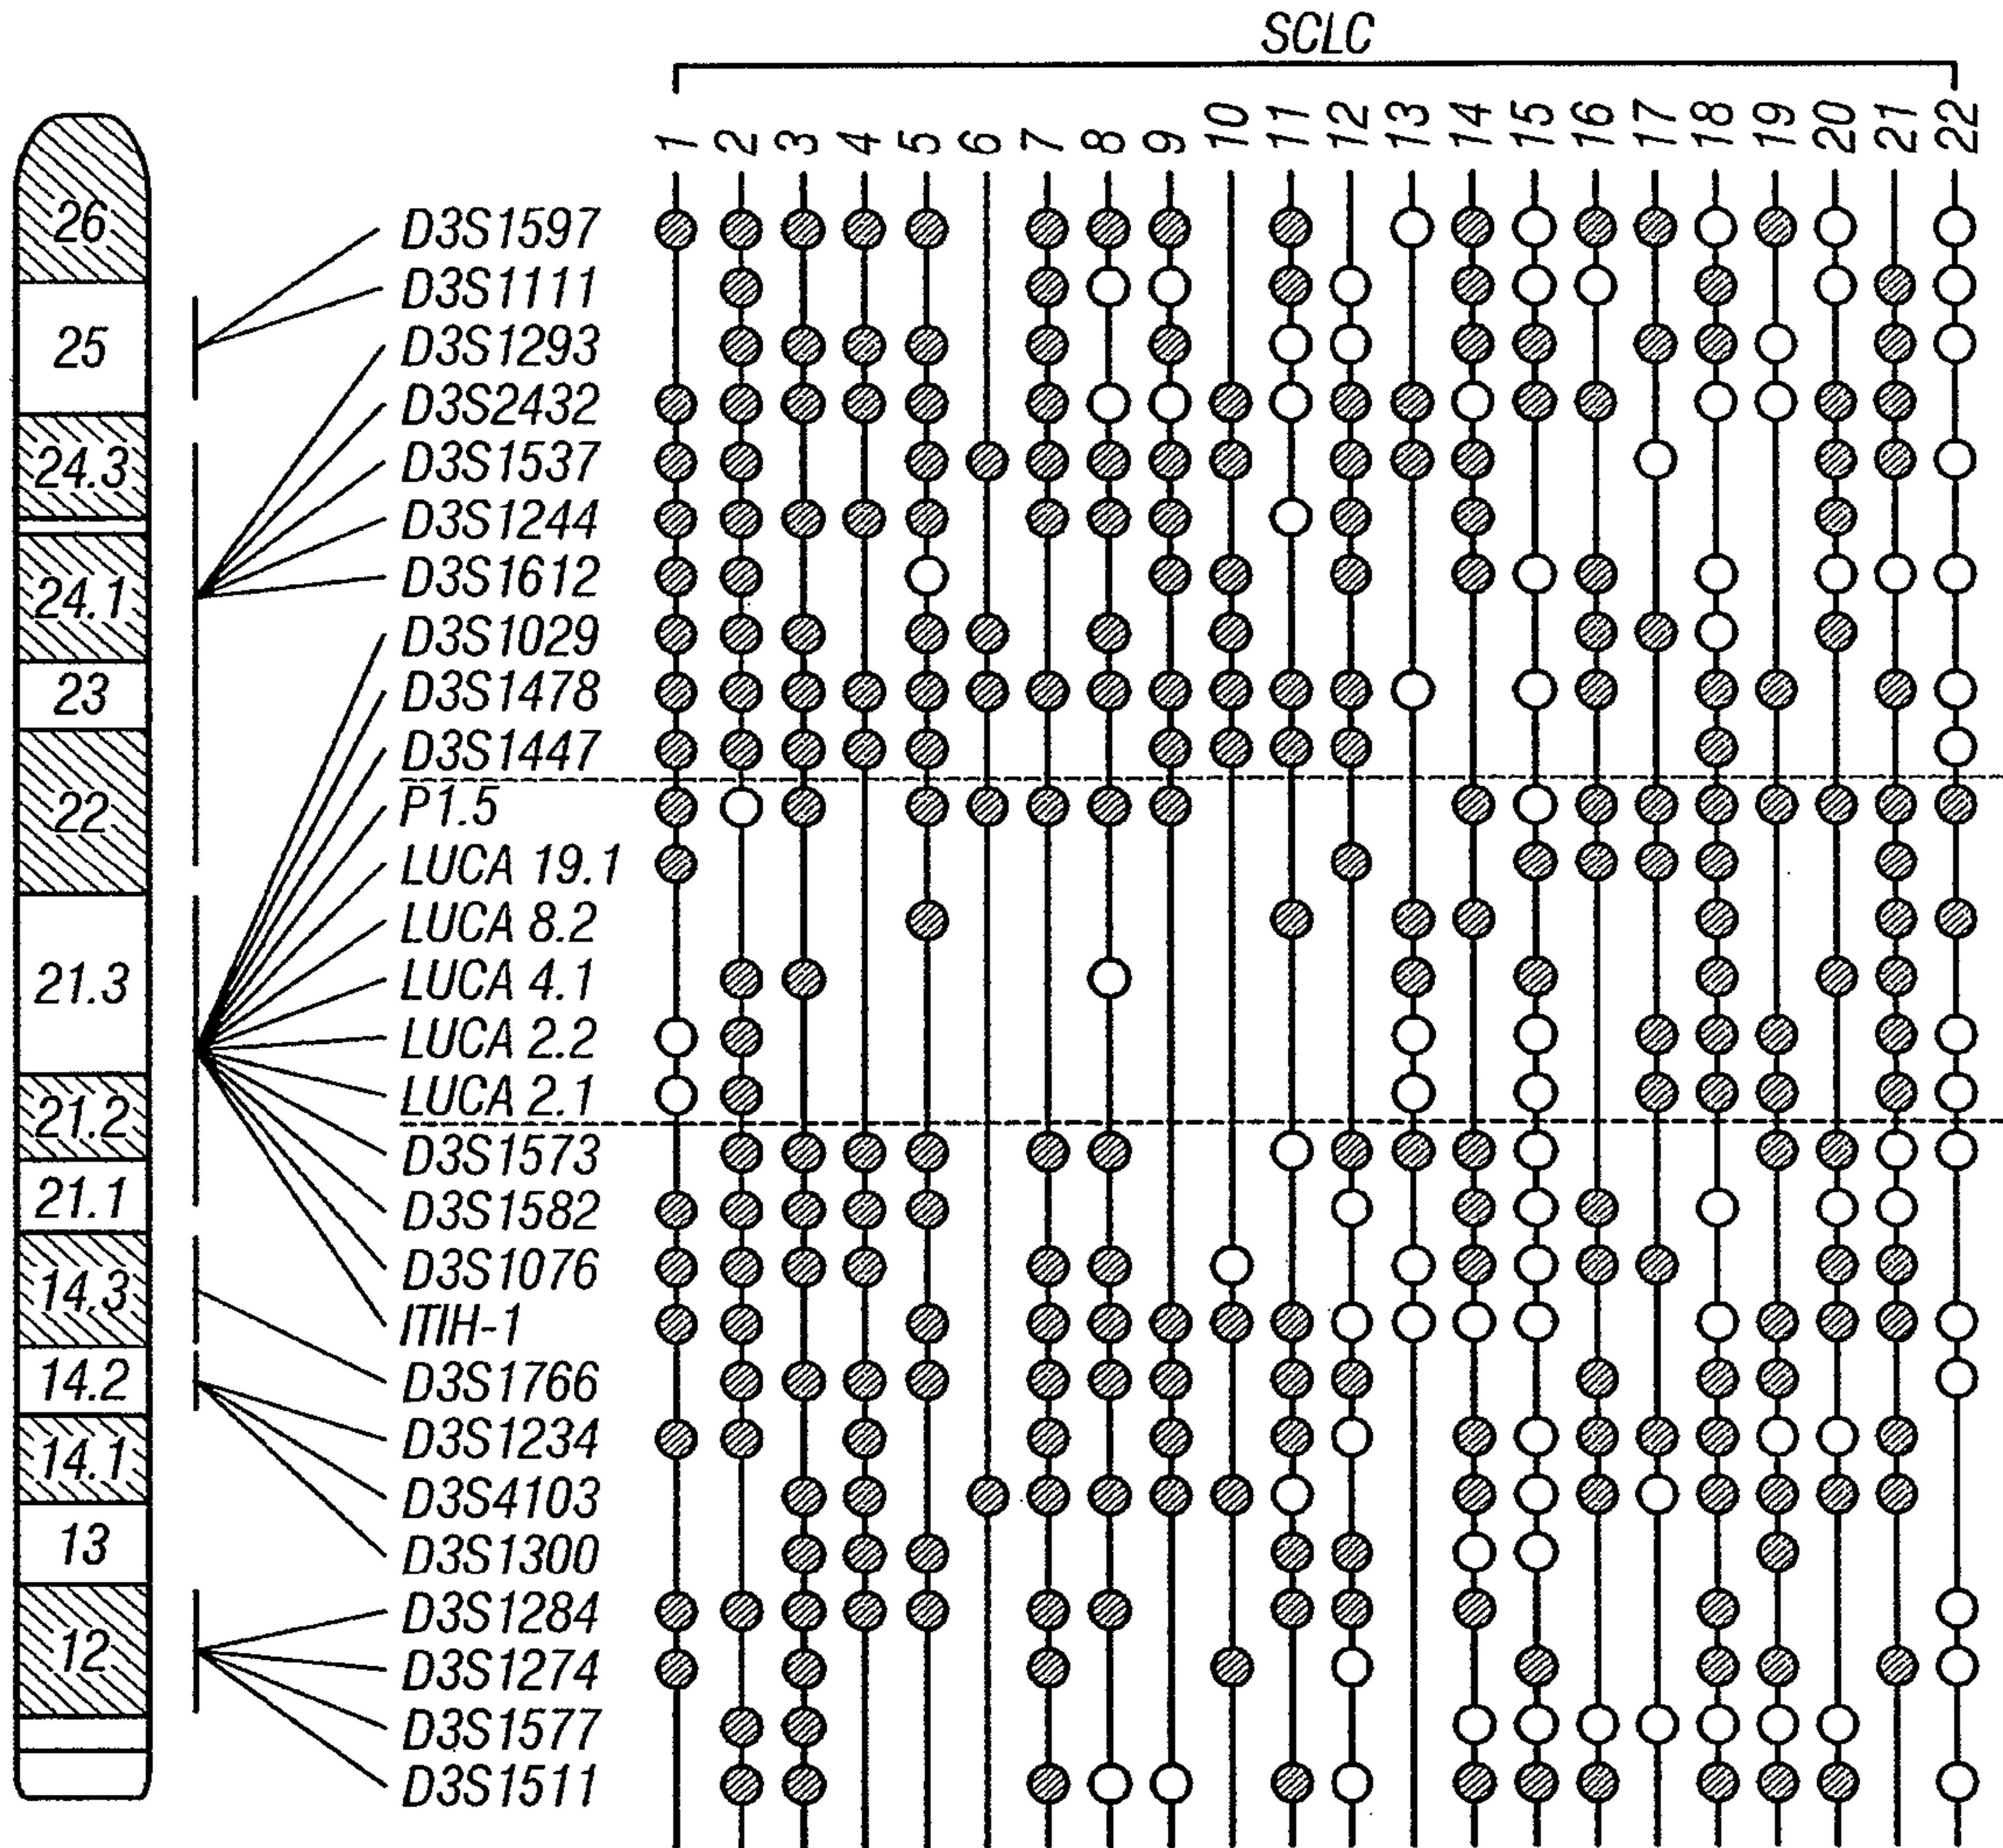 SCLC
1 2 3 4 5 6 7 8 9 10 11 12 13 14 15 16 17 18 19 20 21 22
26
25
24.3
24.1
23
22
21.3
21.2
21.1
14.3
14.2
14.1
13
12
D3S1597
D3S1111
D3S1293
D3S2432
D3S1537
D3S1244
D3S1612
D3S1029
D3S1478
D3S1447
P1.5
LUCA 19.1
LUCA 8.2
LUCA 4.1
LUCA 2.2
LUCA 2.1
D3S1573
D3S1582
D3S1076
ITIH-1
D3S1766
D3S1234
D3S4103
D3S1300
D3S1284
D3S1274
D3S1577
D3S1511